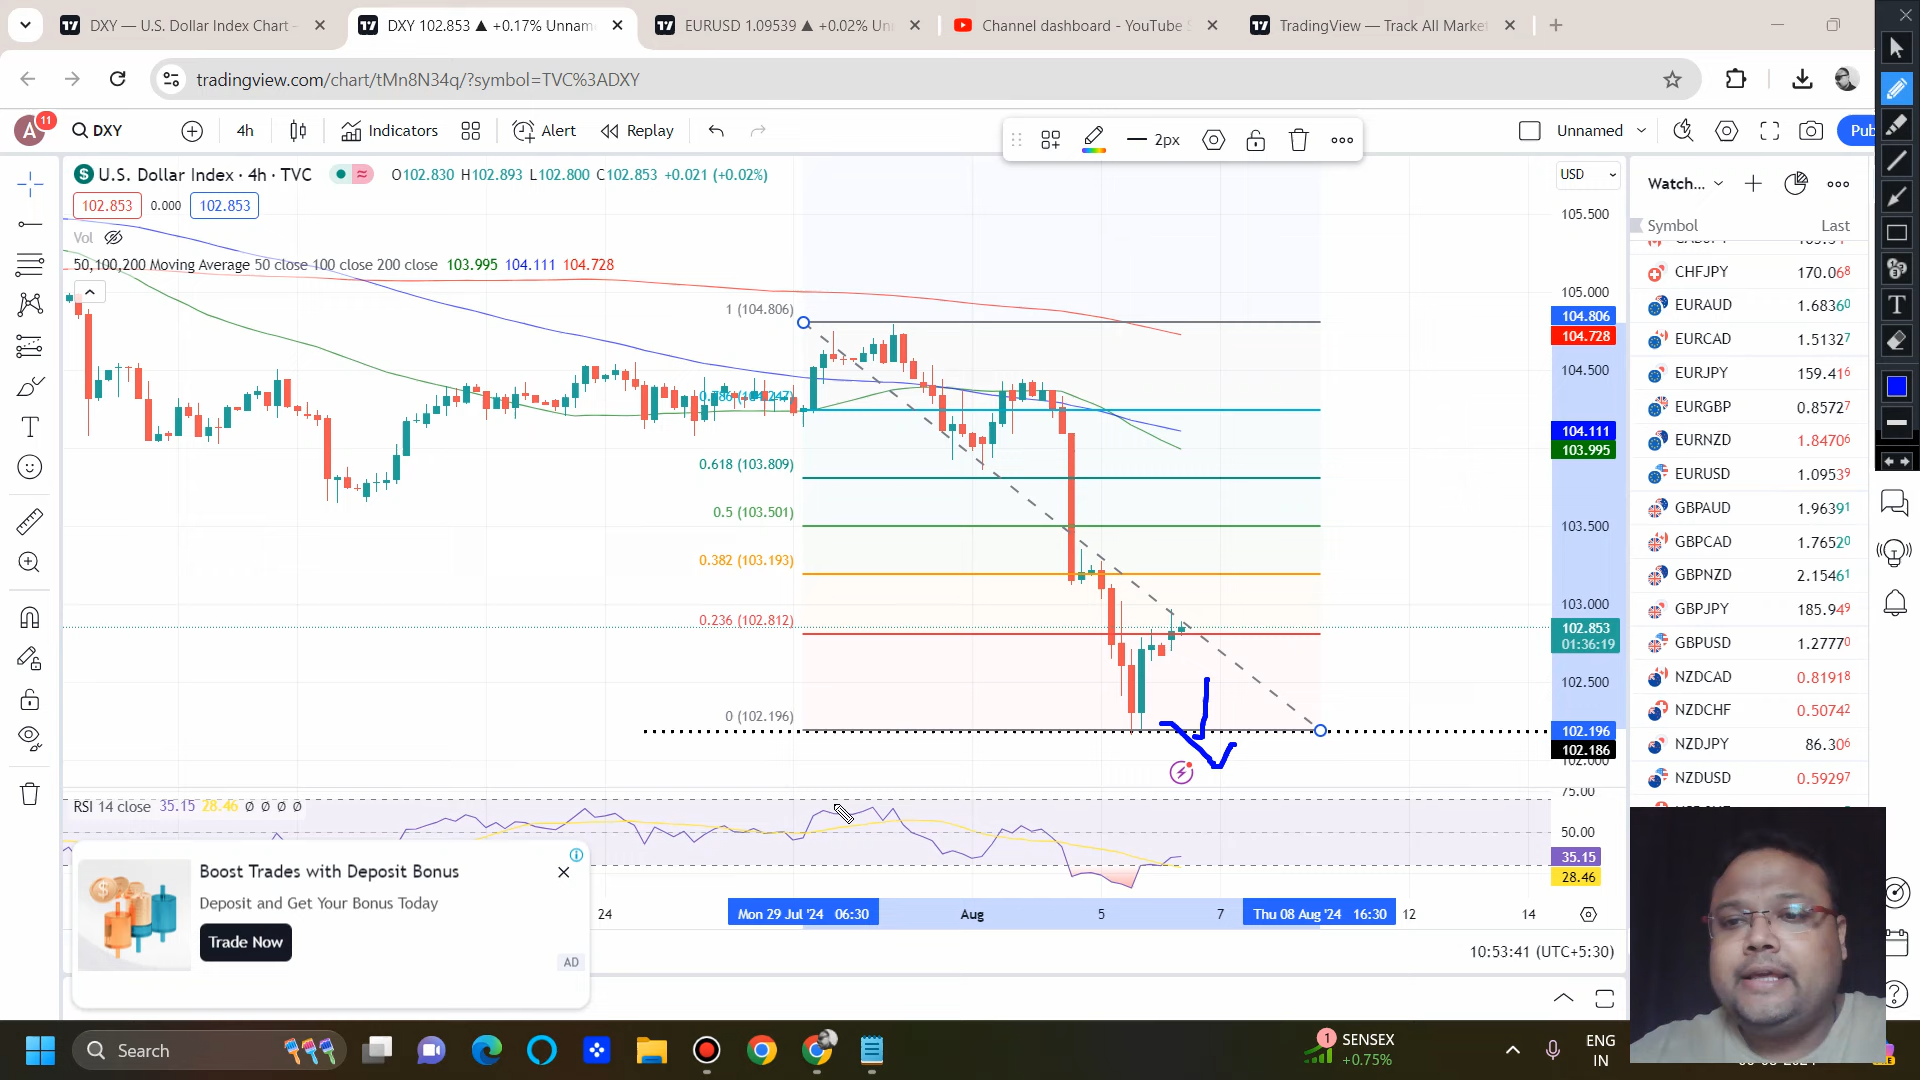 DXY — U.S. Dollar Index Chart -
DXY 102.853 ▲ +0.17% Unnam
EURUSD 1.09539 ▲ +0.02% Un
Channel dashboard - YouTube S
TradingView — Track All Marke
tradingview.com/chart/tMn8N34q/?symbol=TVC%3ADXY
A 11 DXY 4h Indicators Alert Replay 2px Unnamed Pub
U.S. Dollar Index · 4h · TVC O102.830 H102.893 L102.800 C102.853 +0.021 (+0.02%)
102.853 0.000 102.853
Vol
50,100,200 Moving Average 50 close 100 close 200 close 103.995 104.111 104.728
1 (104.806)
0.786 (104.247)
0.618 (103.809)
0.5 (103.501)
0.382 (103.193)
0.236 (102.812)
0 (102.196)
USD
105.500
105.000
104.806
104.728
104.500
104.111
103.995
103.500
103.000
102.853
01:36:19
102.500
102.196
102.186
102.000
RSI 14 close 35.15 28.46 Ø Ø Ø Ø
75.00
50.00
35.15
28.46
24 Mon 29 Jul '24 06:30 Aug 5 7 Thu 08 Aug '24 16:30 12 14
10:53:41 (UTC+5:30)
Boost Trades with Deposit Bonus
Deposit and Get Your Bonus Today
Trade Now
AD
Watch...
Symbol Last
CHFJPY 170.068
EURAUD 1.68360
EURCAD 1.51327
EURJPY 159.416
EURGBP 0.85727
EURNZD 1.84706
EURUSD 1.09539
GBPAUD 1.96391
GBPCAD 1.76520
GBPNZD 2.15461
GBPJPY 185.949
GBPUSD 1.27770
NZDCAD 0.81918
NZDCHF 0.50742
NZDJPY 86.306
NZDUSD 0.59297
T
Search
1 SENSEX
+0.75%
ENG
IN